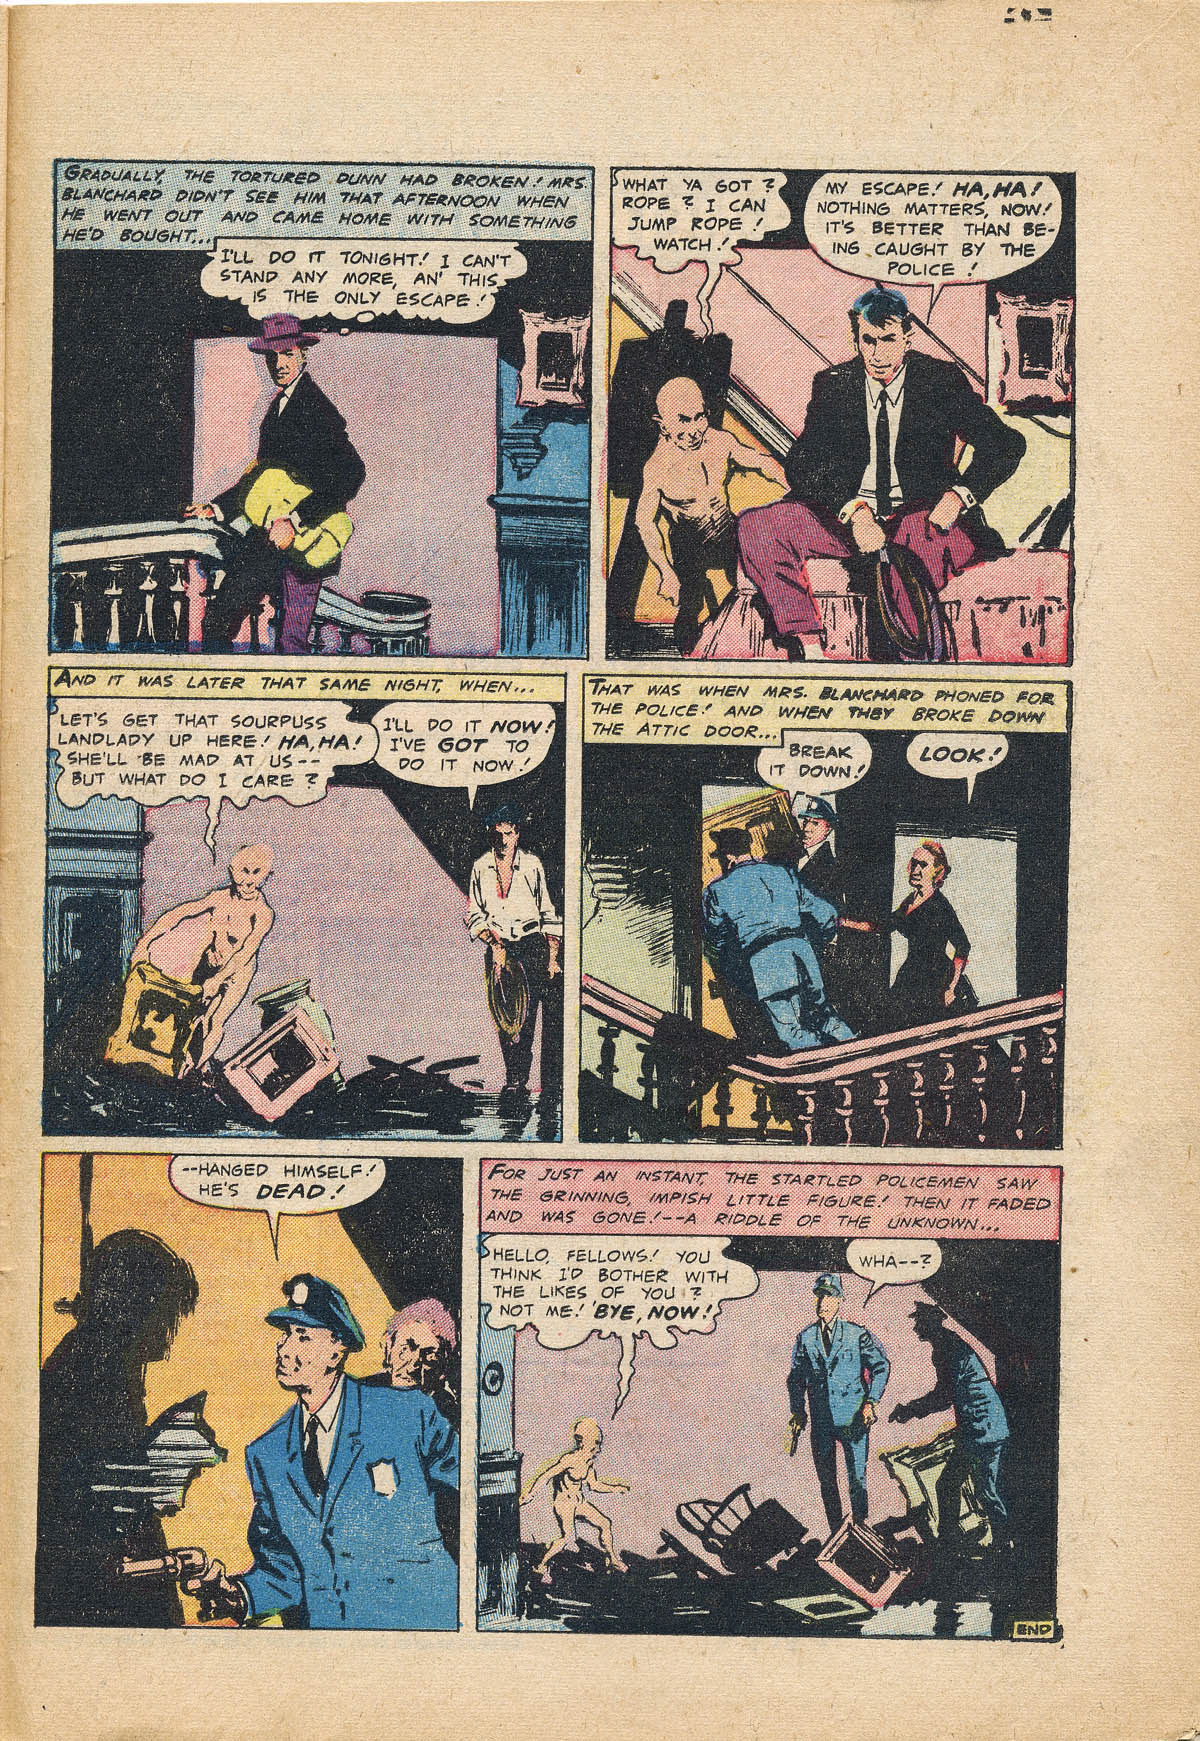 GRADUALLY, THE TORTURED DUNN HAD BROKEN! MRS.
BLANCHARD DIDN'T SEE HIM THAT AFTERNOON WHEN
HE WENT OUT AND CAME HOME WITH SOMETHING
HE'D BOUGHT...
I'LL DO IT TONIGHT! I CAN'T
STAND ANY MORE, AN' THIS
IS THE ONLY ESCAPE!
WHAT YA GOT?
ROPE? I CAN
JUMP ROPE!
WATCH!
MY ESCAPE! HA, HA!
NOTHING MATTERS, NOW!
IT'S BETTER THAN BE-
ING CAUGHT BY THE
POLICE!
AND IT WAS LATER THAT SAME NIGHT, WHEN...
LET'S GET THAT SOURPUSS
LANDLADY UP HERE! HA, HA!
SHE'LL BE MAD AT US--
BUT WHAT DO I CARE?
I'LL DO IT NOW!
I'VE GOT TO
DO IT NOW!
THAT WAS WHEN MRS. BLANCHARD PHONED FOR
THE POLICE! AND WHEN THEY BROKE DOWN
THE ATTIC DOOR...
BREAK
IT DOWN!
LOOK!
--HANGED HIMSELF!
HE'S DEAD!
FOR JUST AN INSTANT, THE STARTLED POLICEMEN SAW
THE GRINNING, IMPISH LITTLE FIGURE! THEN IT FADED
AND WAS GONE!--A RIDDLE OF THE UNKNOWN...
HELLO, FELLOWS! YOU
THINK I'D BOTHER WITH
THE LIKES OF YOU?
NOT ME! 'BYE, NOW!
WHA--?
END